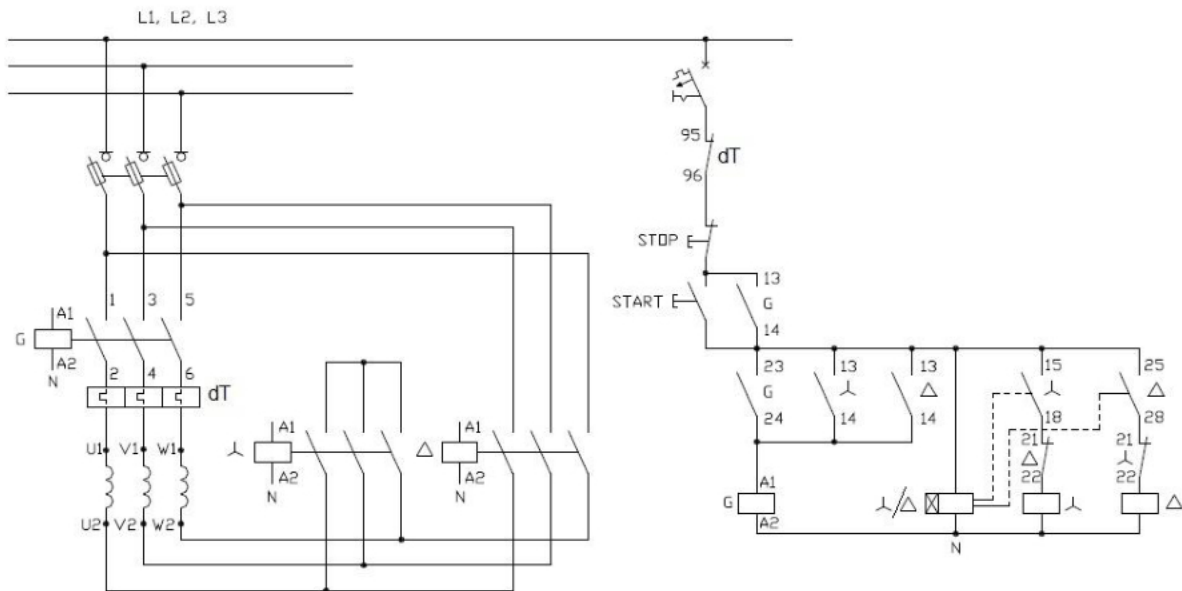 L1, L2, L3
95
dT
96
STOP
START
13
G
14
1 3 5
G A1
A2
N
2 4 6
dT
U1 V1 W1
U2 V2 W2
A1
A2
N
A1
A2
N
23
G
24
13
14
13
14
15
18
25
28
21
22
21
22
G A1
A2
N